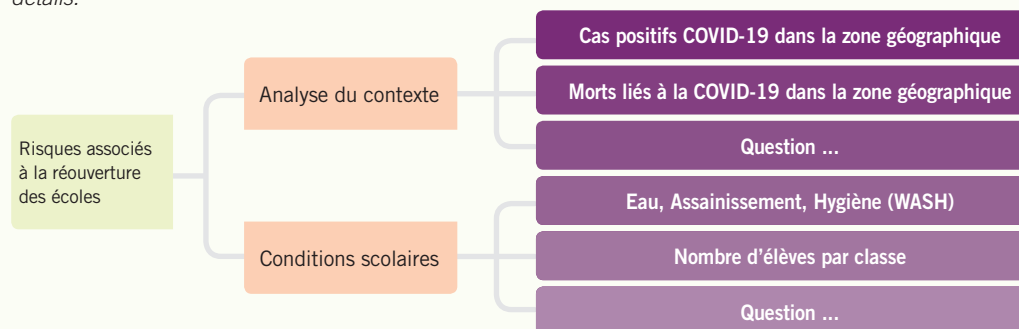 détails.
Cas positifs COVID-19 dans la zone géographique
Analyse du contexte
Morts liés à la COVID-19 dans la zone géographique
Question ...
Risques associés
à la réouverture
des écoles
Eau, Assainissement, Hygiène (WASH)
Conditions scolaires
Nombre d'élèves par classe
Question ...